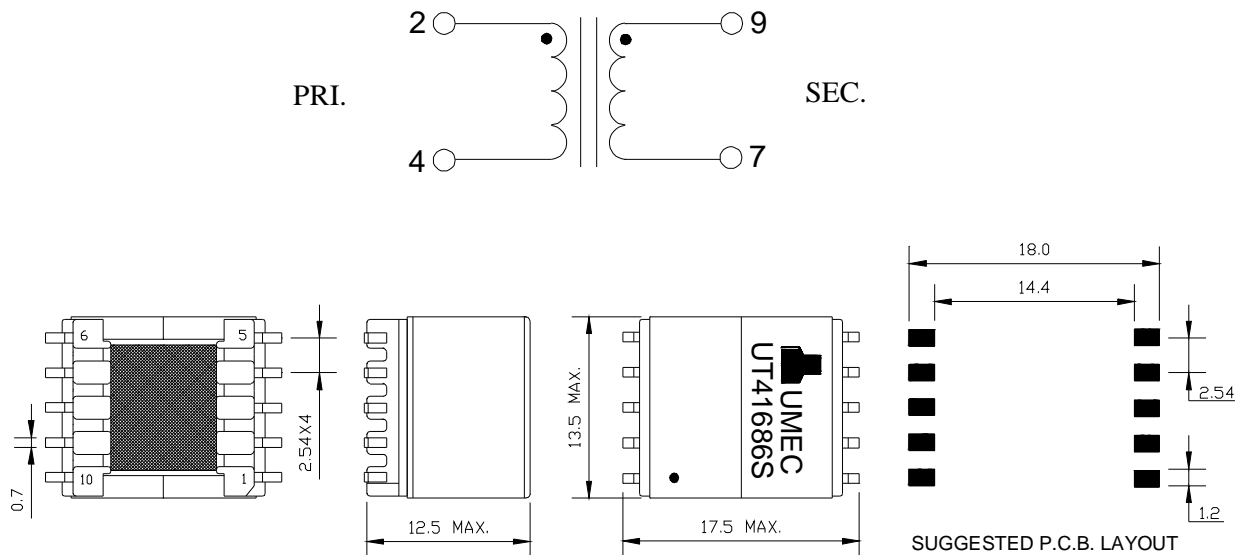 2
9
PRI.
SEC.
4
7
18.0
14.4
6
5
2.54X4
0.7
10
1
12.5 MAX.
13.5 MAX.
UMEC
UT41686S
17.5 MAX.
2.54
1.2
SUGGESTED P.C.B. LAYOUT